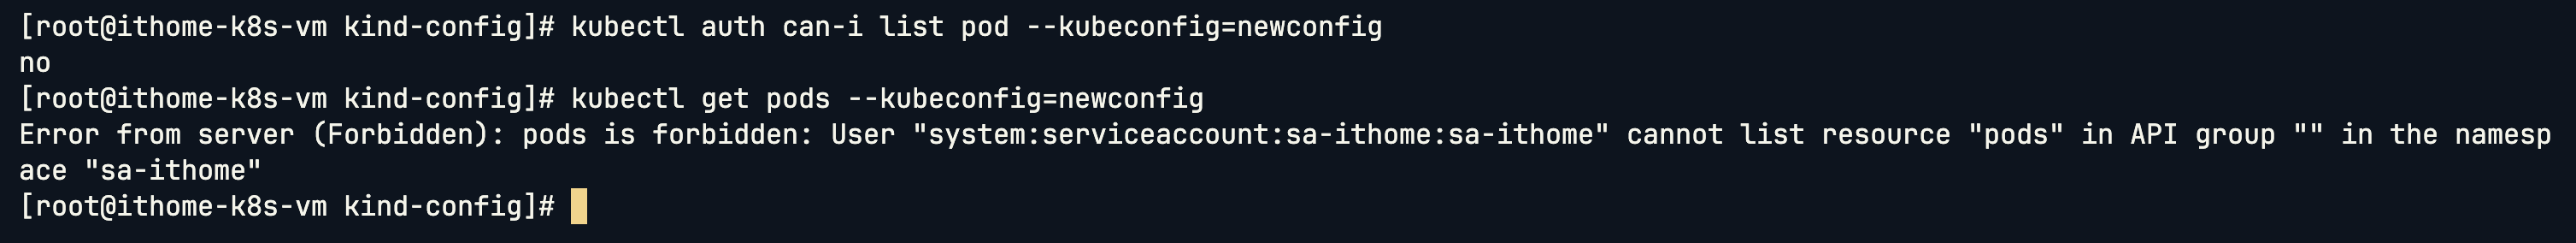 [root@ithome-k8s-vm kind-config]# kubectl auth can-i list pod --kubeconfig=newconfig
no
[root@ithome-k8s-vm kind-config]# kubectl get pods --kubeconfig=newconfig
Error from server (Forbidden): pods is forbidden: User "system:serviceaccount:sa-ithome:sa-ithome" cannot list resource "pods" in API group "" in the namesp
ace "sa-ithome"
[root@ithome-k8s-vm kind-config]#